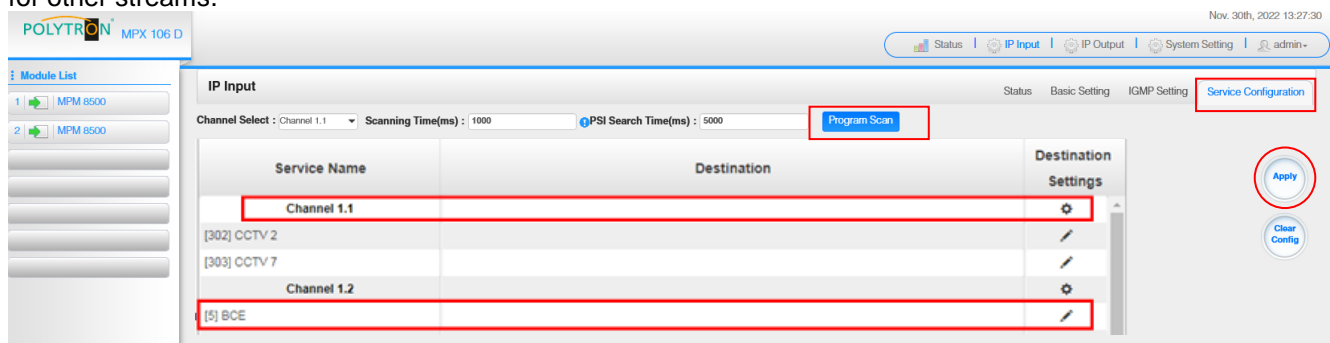 for other streams.
Nov. 30th, 2022 13:27:30
POLYTRON MPX 106 D
Status | IP Input | IP Output | System Setting | admin
Module List
IP Input
Status Basic Setting IGMP Setting Service Configuration
1 MPM 8500
Channel Select : Channel 1.1 Scanning Time(ms) : 1000 PSI Search Time(ms) : 5000 Program Scan
2 MPM 8500
Service Name Destination Destination Settings
Apply
Channel 1.1
[302] CCTV 2
Clear Config
[303] CCTV 7
Channel 1.2
[5] BCE